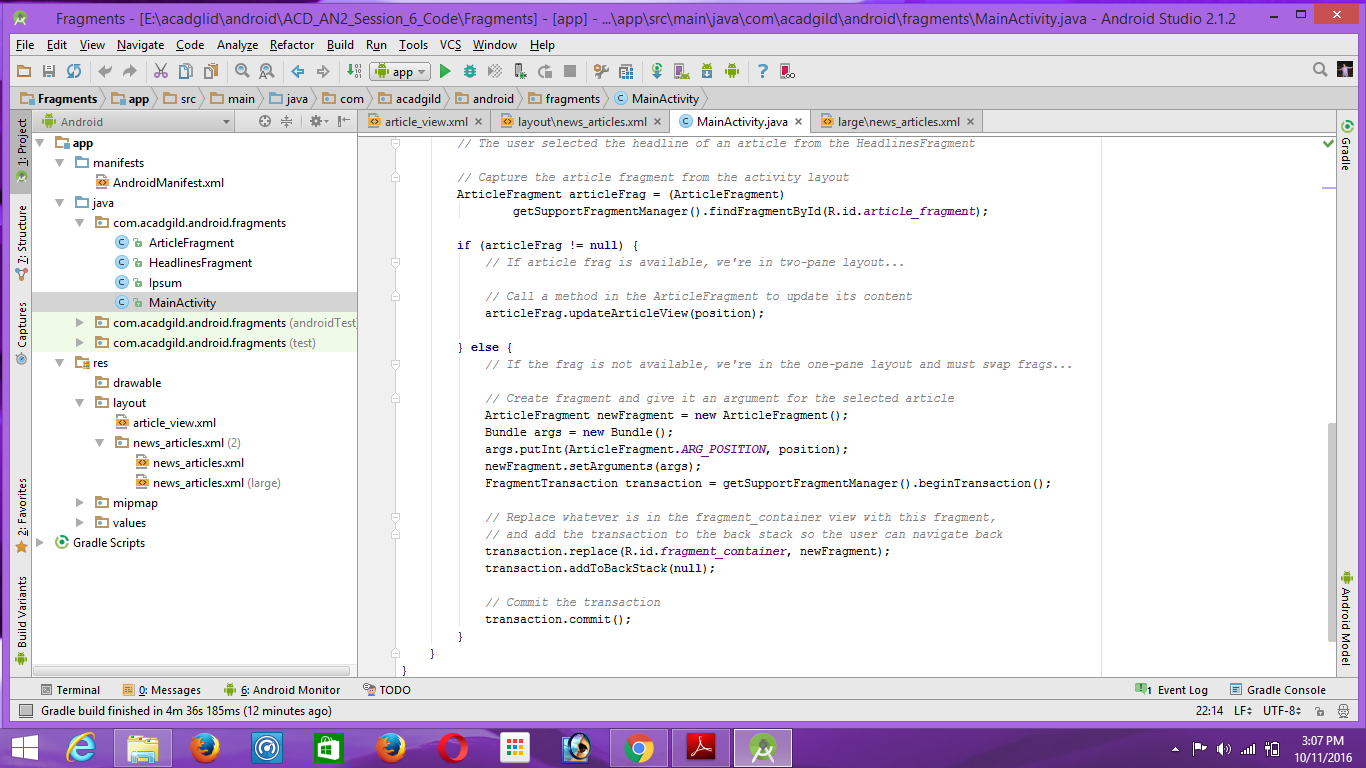 Fragments - [E:\acadglid\android\ACD_AN2_Session_6_Code\Fragments] - [app] - ...\app\src\main\java\com\acadgild\android\fragments\MainActivity.java - Android Studio 2.1.2
File Edit View Navigate Code Analyze Refactor Build Run Tools VCS Window Help
app
Fragments app src main java com acadgild android fragments MainActivity
Android
article_view.xml layout\news_articles.xml MainActivity.java large\news_articles.xml
1: Project
7: Structure
Captures
2: Favorites
Build Variants
app
manifests
AndroidManifest.xml
java
com.acadgild.android.fragments
ArticleFragment
HeadlinesFragment
Ipsum
MainActivity
com.acadgild.android.fragments (androidTest
com.acadgild.android.fragments (test)
res
drawable
layout
article_view.xml
news_articles.xml (2)
news_articles.xml
news_articles.xml (large)
mipmap
values
Gradle Scripts
// The user selected the headline of an article from the HeadlinesFragment
// Capture the article fragment from the activity layout
ArticleFragment articleFrag = (ArticleFragment)
getSupportFragmentManager().findFragmentById(R.id.article_fragment);
if (articleFrag != null) {
// If article frag is available, we're in two-pane layout...
// Call a method in the ArticleFragment to update its content
articleFrag.updateArticleView(position);
} else {
// If the frag is not available, we're in the one-pane layout and must swap frags...
// Create fragment and give it an argument for the selected article
ArticleFragment newFragment = new ArticleFragment();
Bundle args = new Bundle();
args.putInt(ArticleFragment.ARG_POSITION, position);
newFragment.setArguments(args);
FragmentTransaction transaction = getSupportFragmentManager().beginTransaction();
// Replace whatever is in the fragment_container view with this fragment,
// and add the transaction to the back stack so the user can navigate back
transaction.replace(R.id.fragment_container, newFragment);
transaction.addToBackStack(null);
// Commit the transaction
transaction.commit();
}
}
}
Gradle
Android Model
Terminal 0: Messages 6: Android Monitor TODO 1 Event Log Gradle Console
Gradle build finished in 4m 36s 185ms (12 minutes ago) 22:14 LF UTF-8
3:07 PM
10/11/2016